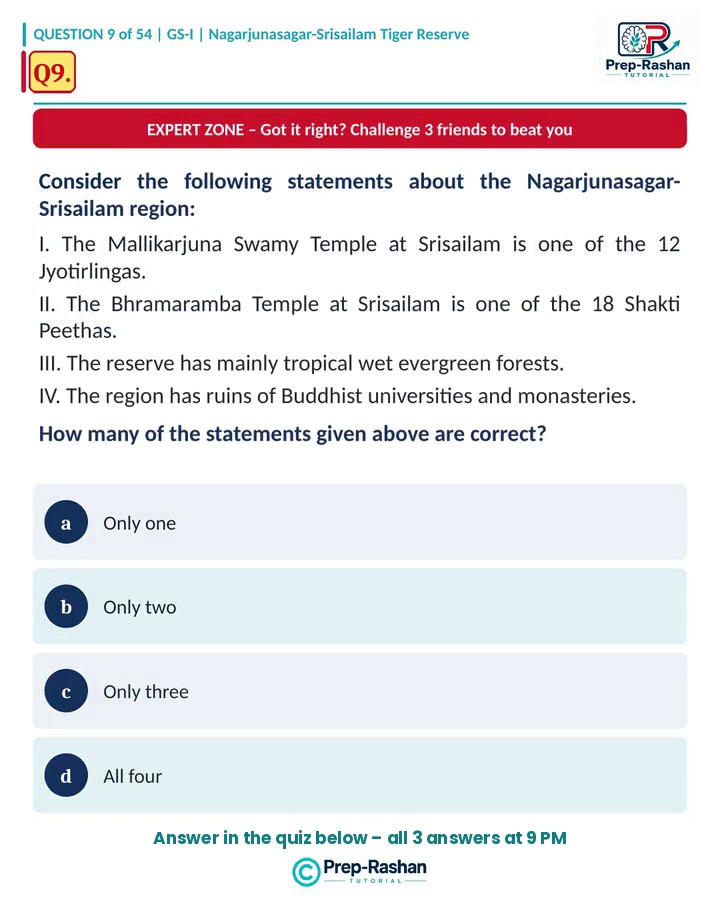 QUESTION 9 of 54 | GS-I | Nagarjunasagar-Srisailam Tiger Reserve
Prep-Rashan
TUTORIAL
Q9.
EXPERT ZONE – Got it right? Challenge 3 friends to beat you
Consider the following statements about the Nagarjunasagar-
Srisailam region:
I. The Mallikarjuna Swamy Temple at Srisailam is one of the 12
Jyotirlingas.
II. The Bhramaramba Temple at Srisailam is one of the 18 Shakti
Peethas.
III. The reserve has mainly tropical wet evergreen forests.
IV. The region has ruins of Buddhist universities and monasteries.
How many of the statements given above are correct?
a Only one
b Only two
c Only three
d All four
Answer in the quiz below – all 3 answers at 9 PM
© Prep-Rashan
TUTORIAL